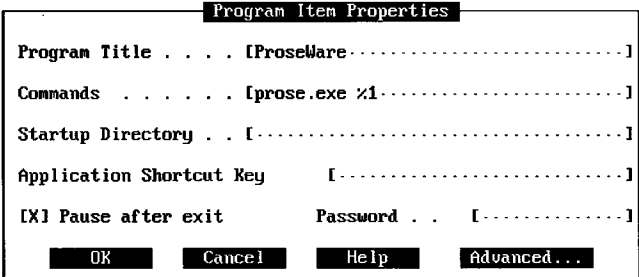 Program Item Properties
Program Title . . . . [ProseWare··························]
Commands . . . . . . [prose.exe %1·······················]
Startup Directory . . [···································]
Application Shortcut Key [···························]
[X] Pause after exit Password . . [·············]
OK Cancel Help Advanced...